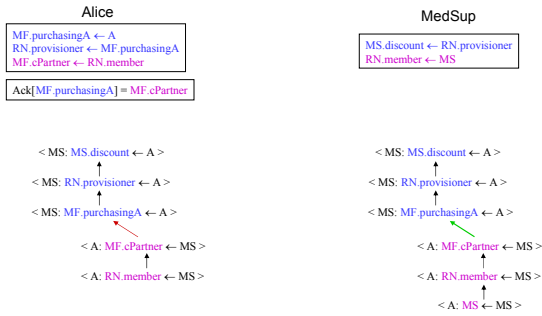 Alice
MedSup
MF.purchasingA ← A
RN.provisioner ← MF.purchasingA
MF.cPartner ← RN.member
MS.discount ← RN.provisioner
RN.member ← MS
Ack[MF.purchasingA] = MF.cPartner
< MS: MS.discount ← A >
< MS: RN.provisioner ← A >
< MS: MF.purchasingA ← A >
< A: MF.cPartner ← MS >
< A: RN.member ← MS >
< MS: MS.discount ← A >
< MS: RN.provisioner ← A >
< MS: MF.purchasingA ← A >
< A: MF.cPartner ← MS >
< A: RN.member ← MS >
< A: MS ← MS >